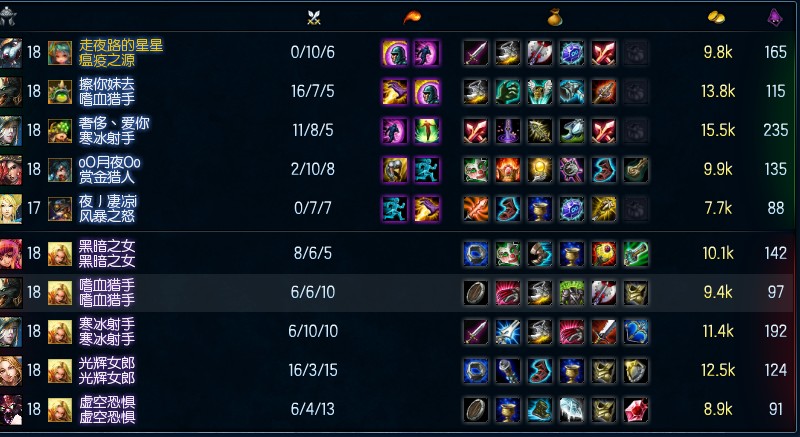 18 走夜路的星星 0/10/6 9.8k 165
瘟疫之源
18 擦你妹去 16/7/5 13.8k 115
嗜血猎手
18 奢侈、爱你 11/8/5 15.5k 235
寒冰射手
18 oO月夜Oo 2/10/8 9.9k 135
赏金猎人
17 夜丿凄凉i 0/7/7 7.7k 88
风暴之怒
18 黑暗之女 8/6/5 10.1k 142
黑暗之女
18 嗜血猎手 6/6/10 9.4k 97
嗜血猎手
18 寒冰射手 6/10/10 11.4k 192
寒冰射手
18 光辉女郎 16/3/15 12.5k 124
光辉女郎
18 虚空恐惧 6/4/13 8.9k 91
虚空恐惧